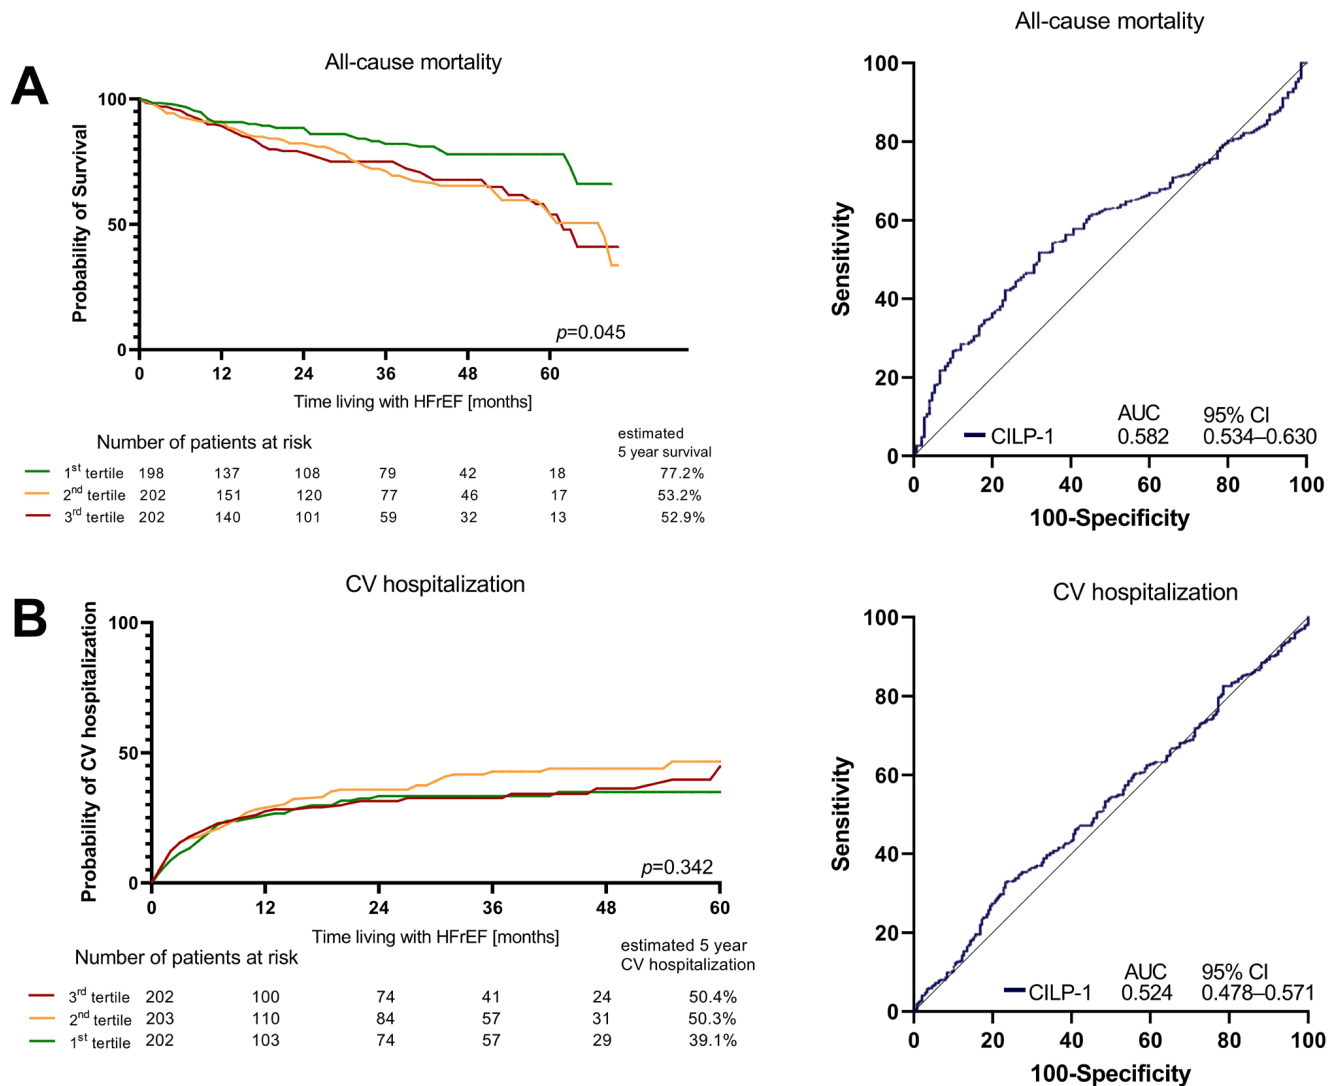 A
All-cause mortality
Probability of Survival
100
50
0
0 12 24 36 48 60
p=0.045
Time living with HFrEF [months]
Number of patients at risk
estimated
5 year survival
1st tertile 198 137 108 79 42 18 77.2%
2nd tertile 202 151 120 77 46 17 53.2%
3rd tertile 202 140 101 59 32 13 52.9%
All-cause mortality
Sensitivity
100
80
60
40
20
0
0 20 40 60 80 100
AUC 95% CI
CILP-1 0.582 0.534–0.630
100-Specificity
B
CV hospitalization
Probability of CV hospitalization
100
50
0
0 12 24 36 48 60
p=0.342
Time living with HFrEF [months]
Number of patients at risk
estimated 5 year
CV hospitalization
3rd tertile 202 100 74 41 24 50.4%
2nd tertile 203 110 84 57 31 50.3%
1st tertile 202 103 74 57 29 39.1%
CV hospitalization
Sensitivity
100
80
60
40
20
0
0 20 40 60 80 100
AUC 95% CI
CILP-1 0.524 0.478–0.571
100-Specificity